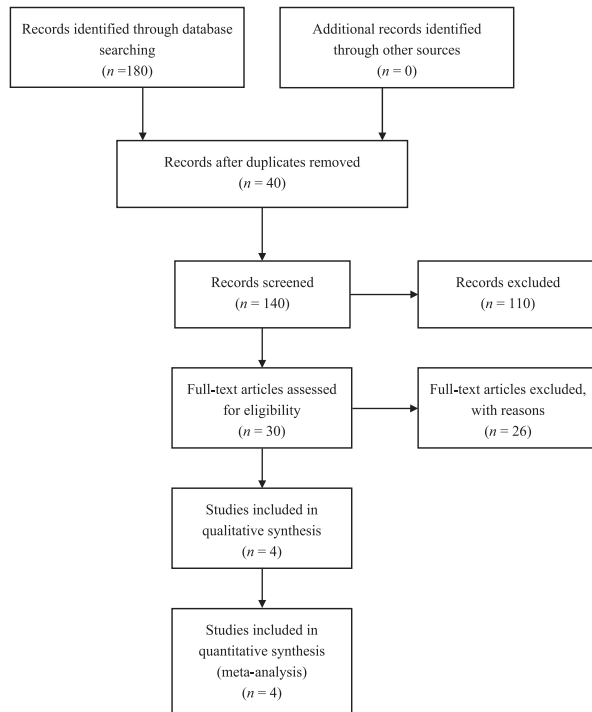 Records identified through database
searching
(n =180)
Additional records identified
through other sources
(n = 0)
Records after duplicates removed
(n = 40)
Records screened
(n = 140)
Records excluded
(n = 110)
Full-text articles assessed
for eligibility
(n = 30)
Full-text articles excluded,
with reasons
(n = 26)
Studies included in
qualitative synthesis
(n = 4)
Studies included in
quantitative synthesis
(meta-analysis)
(n = 4)